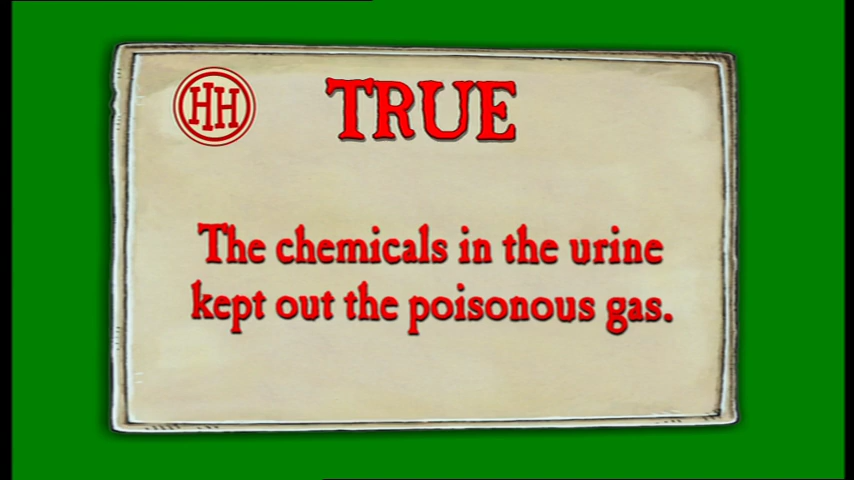 HH
TRUE
The chemicals in the urine
kept out the poisonous gas.